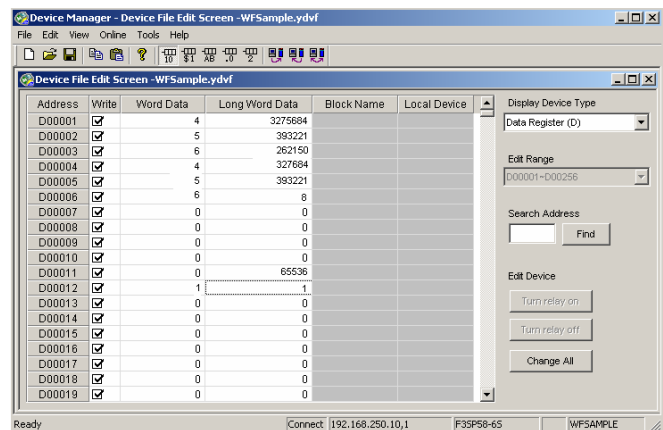 Device Manager - Device File Edit Screen -WFSample.ydvf
File Edit View Online Tools Help
10 $1 AB .0 2
Device File Edit Screen -WFSample.ydvf
Address Write Word Data Long Word Data Block Name Local Device
D00001 4 3275684
D00002 5 393221
D00003 6 262150
D00004 4 327684
D00005 5 393221
D00006 6 8
D00007 0 0
D00008 0 0
D00009 0 0
D00010 0 0
D00011 0 65536
D00012 1 1
D00013 0 0
D00014 0 0
D00015 0 0
D00016 0 0
D00017 0 0
D00018 0 0
D00019 0 0
Display Device Type
Data Register (D)
Edit Range
D00001~D00256
Search Address
Find
Edit Device
Turn relay on
Turn relay off
Change All
Ready Connect 192.168.250.10,1 F3SP58-6S WFSAMPLE